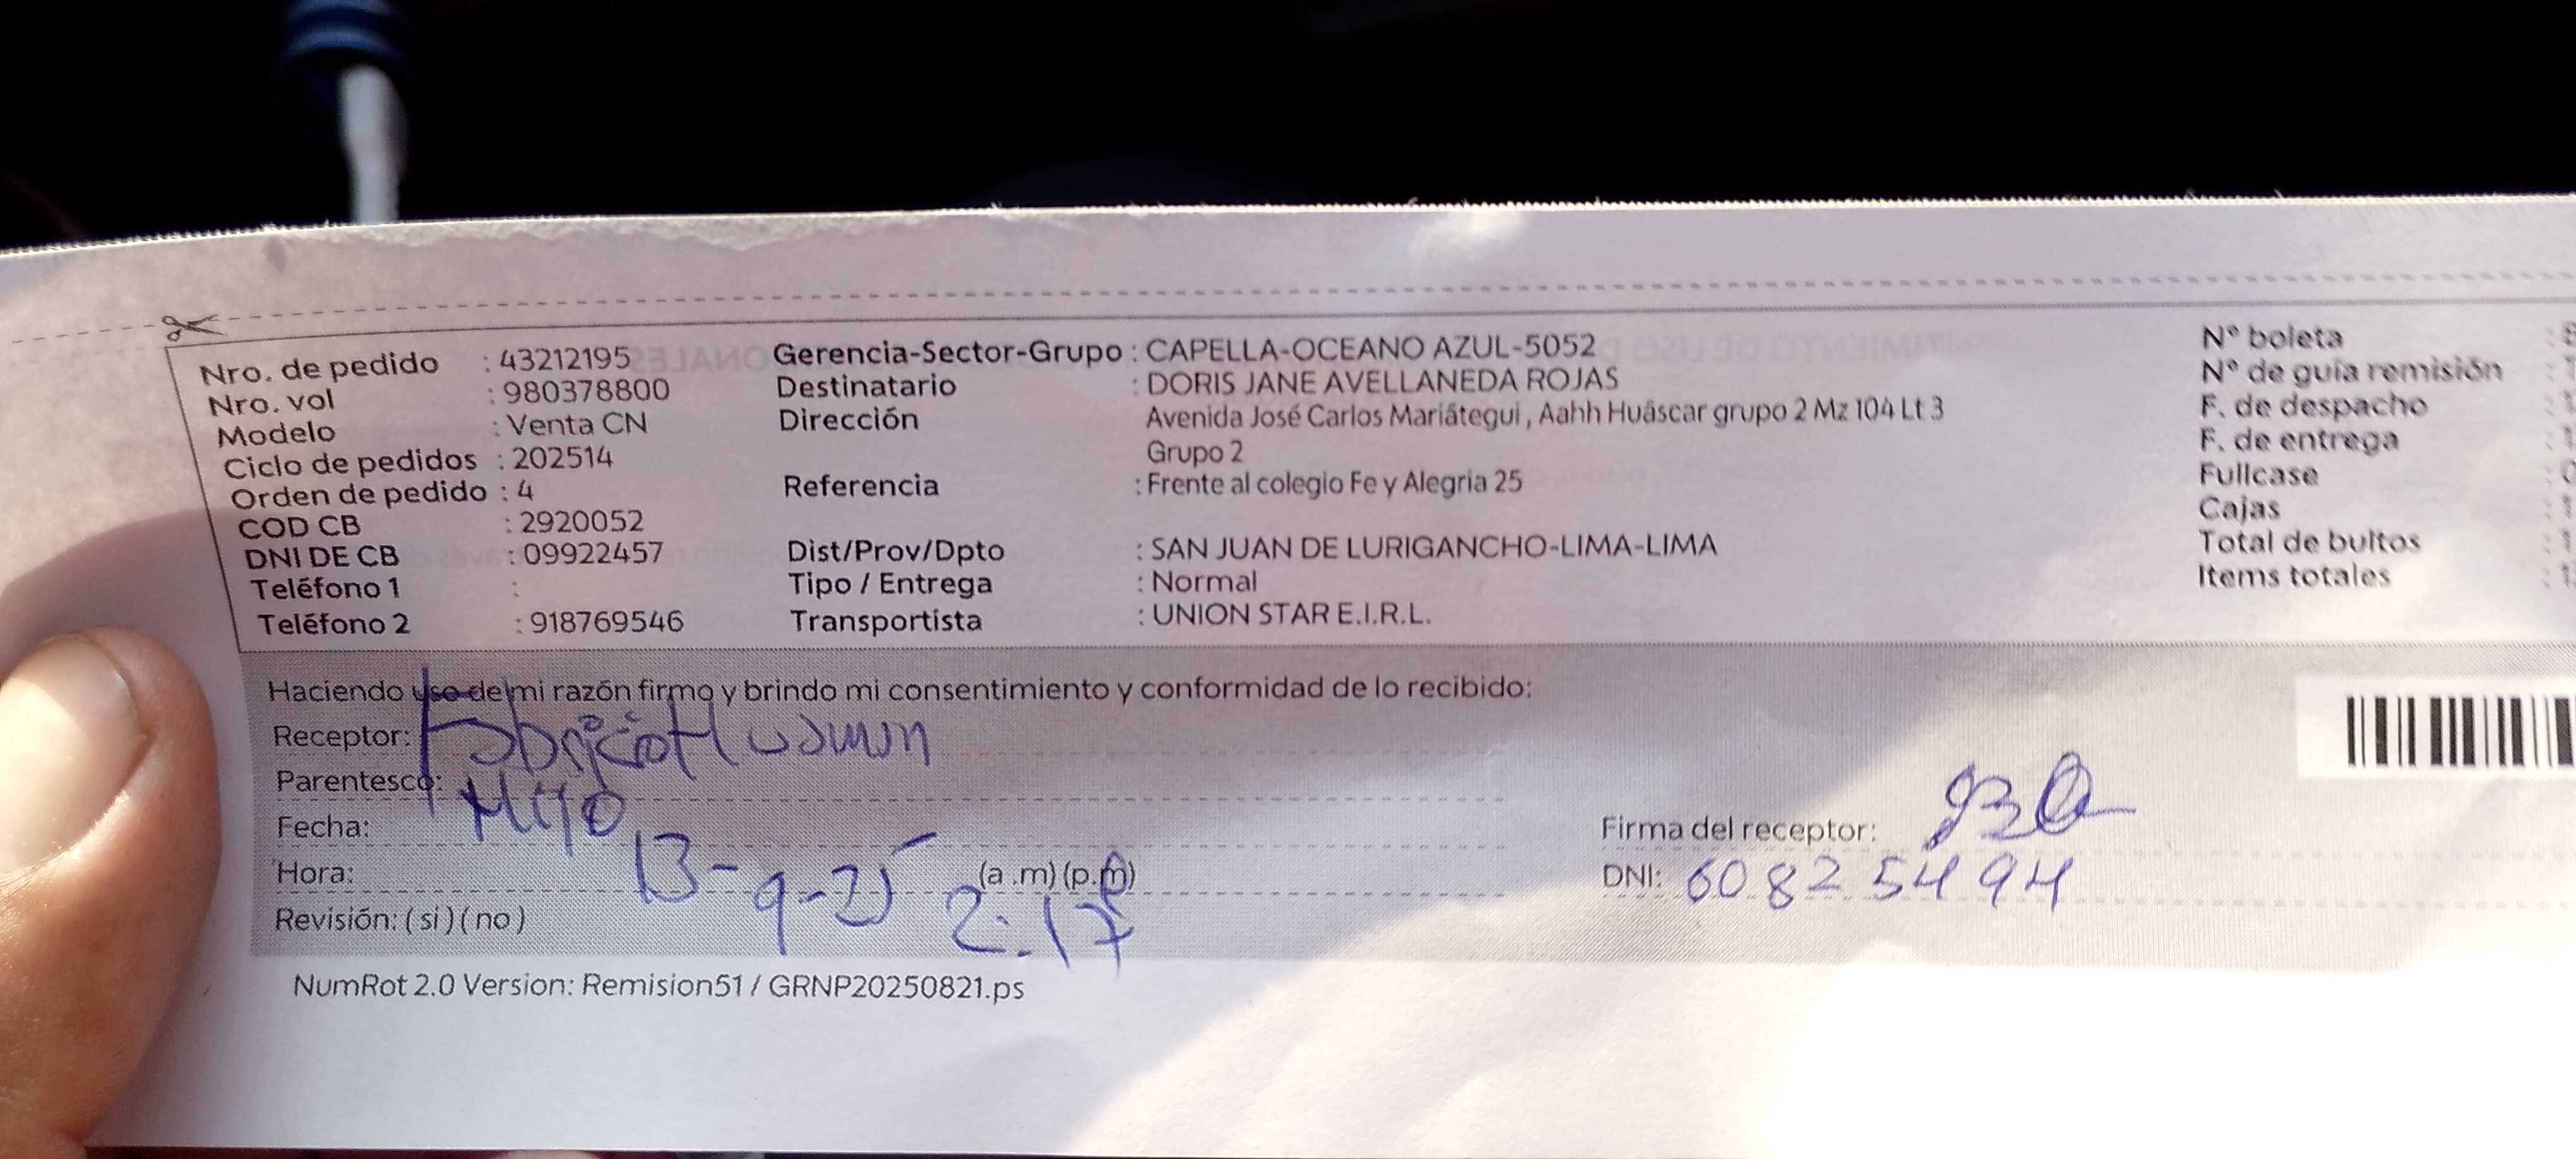 Nro. de pedido : 43212195
Nro. vol : 980378800
Modelo : Venta CN
Ciclo de pedidos : 202514
Orden de pedido : 4
COD CB : 2920052
DNI DE CB : 09922457
Teléfono 1 :
Teléfono 2 : 918769546
Gerencia-Sector-Grupo : CAPELLA-OCEANO AZUL-5052
Destinatario : DORIS JANE AVELLANEDA ROJAS
Dirección Avenida José Carlos Mariátegui , Aahh Huáscar grupo 2 Mz 104 Lt 3
Grupo 2
Referencia : Frente al colegio Fe y Alegria 25
Dist/Prov/Dpto : SAN JUAN DE LURIGANCHO-LIMA-LIMA
Tipo / Entrega : Normal
Transportista : UNION STAR E.I.R.L.
N° boleta :
N° de guía remisión :
F. de despacho :
F. de entrega :
Fullcase :
Cajas :
Total de bultos :
Items totales :
Haciendo uso de mi razón firmo y brindo mi consentimiento y conformidad de lo recibido:
Receptor: Fabricio Huaman
Parentesco: Hijo
Fecha: 13-9-25
Hora: 2:17 (a .m) (p.m)
Revisión: ( si ) ( no )
Firma del receptor:
DNI: 60825494
NumRot 2.0 Version: Remision51 / GRNP20250821.ps